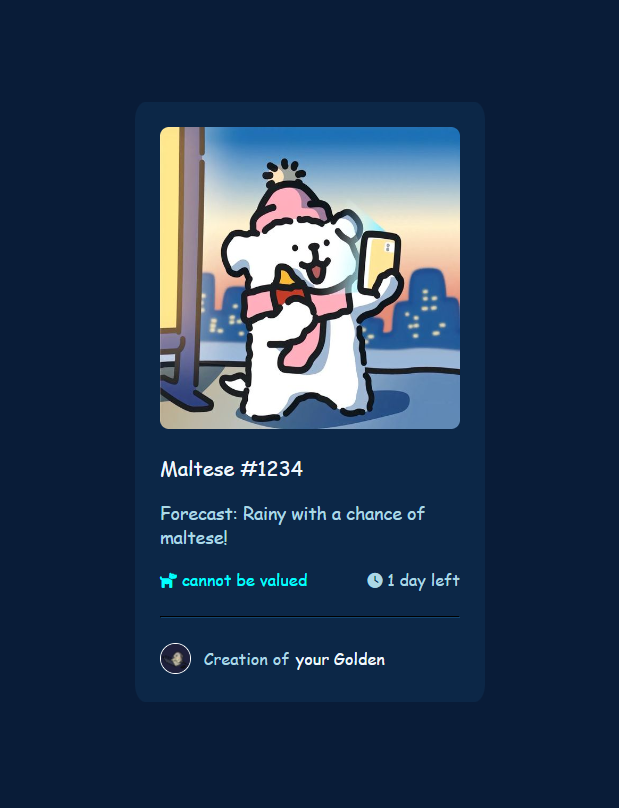 Maltese #1234
Forecast: Rainy with a chance of
maltese!
cannot be valued
1 day left
Creation of your Golden